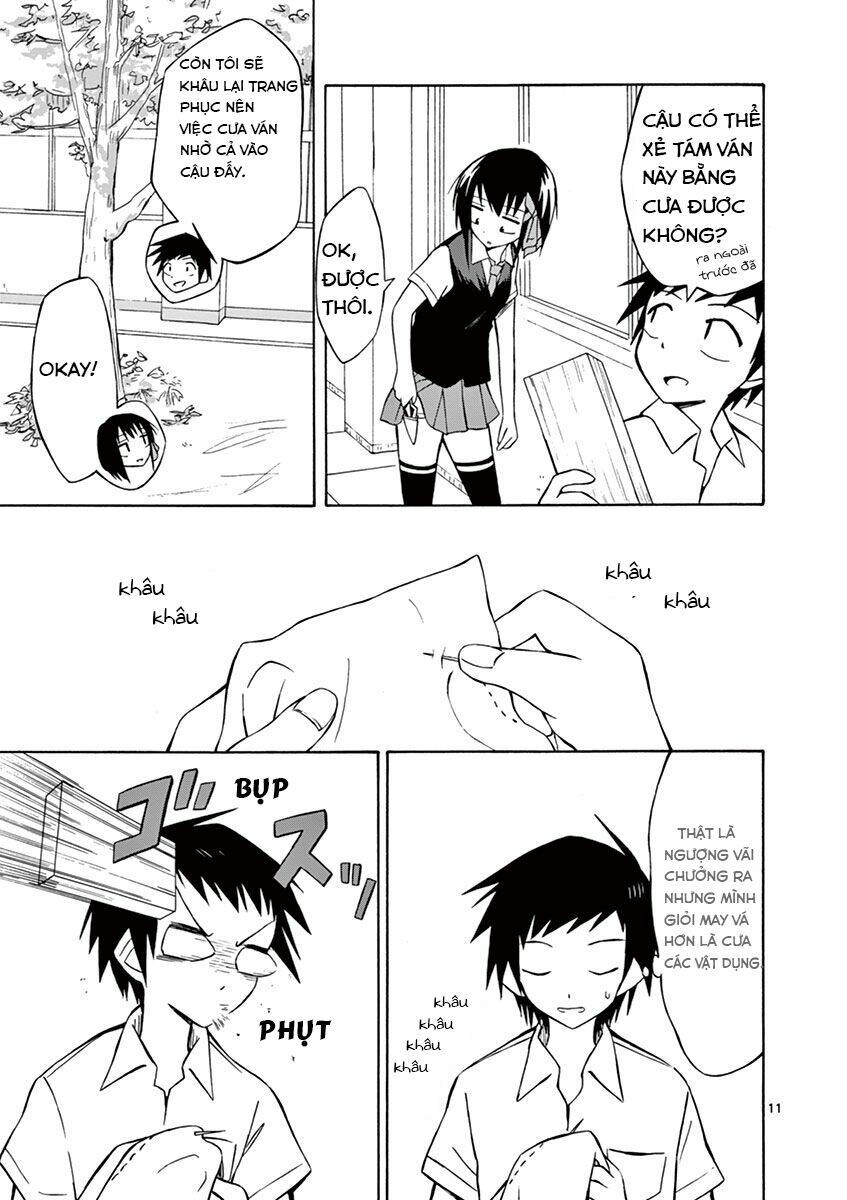 CẬU CÓ THỂ
XẺ TÁM VÁN
NÀY BẰNG
CƯA ĐƯỢC
KHÔNG?
ra ngoài
trước đã
OK,
ĐƯỢC
THÔI.
CÒN TÔI SẼ
KHÂU LẠI TRANG
PHỤC NÊN
VIỆC CƯA VÁN
NHỜ CẢ VÀO
CẬU ĐẤY.
OKAY!
khâu
khâu
khâu
khâu
THẬT LÀ
NGƯỢNG VÃI
CHƯỞNG RA
NHƯNG MÌNH
GIỎI MAY VÁ
HƠN LÀ CƯA
CÁC VẬT DỤNG.
khâu
khâu
khâu
khâu
ゴッ
BỤP
ズッ
PHỤT
11